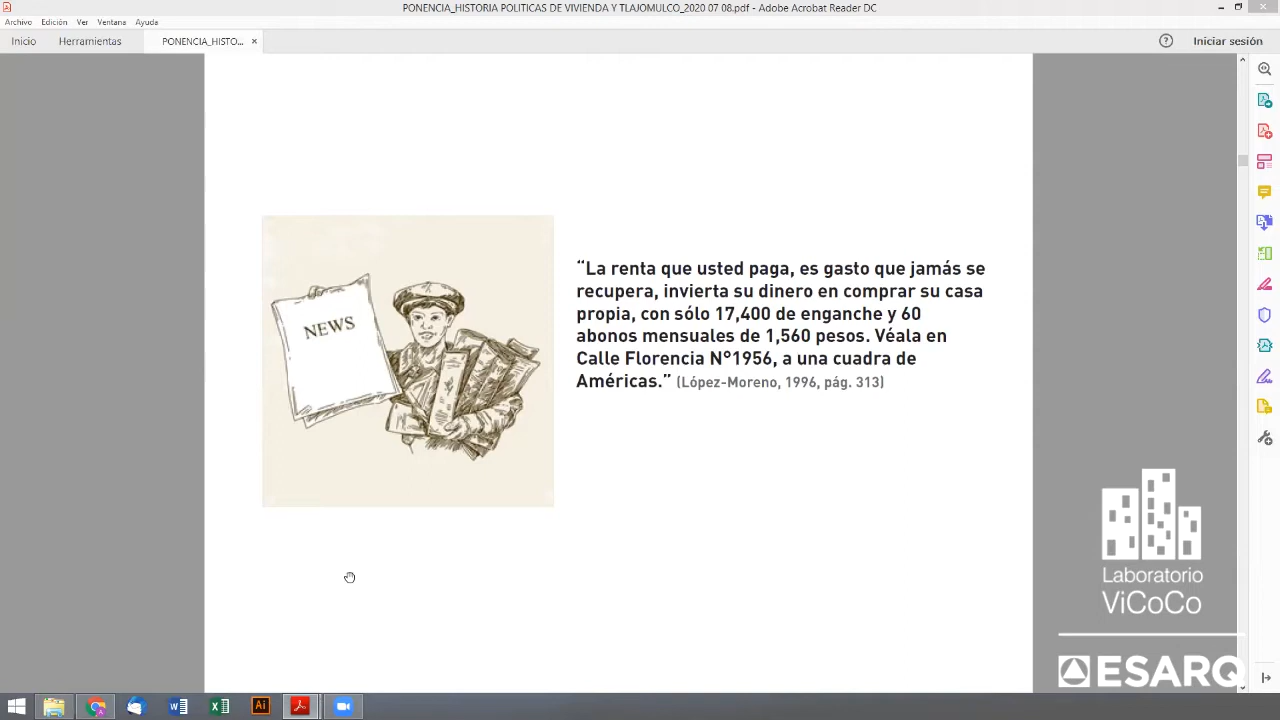 PONENCIA_HISTORIA POLITICAS DE VIVIENDA Y TLAJOMULCO_2020 07 08.pdf - Adobe Acrobat Reader DC
Archivo Edición Ver Ventana Ayuda
Inicio Herramientas PONENCIA_HISTO... × Iniciar sesión
NEWS
“La renta que usted paga, es gasto que jamás se
recupera, invierta su dinero en comprar su casa
propia, con sólo 17,400 de enganche y 60
abonos mensuales de 1,560 pesos. Véala en
Calle Florencia N°1956, a una cuadra de
Américas.” (López-Moreno, 1996, pág. 313)
Laboratorio
ViCoCo
ESARQ